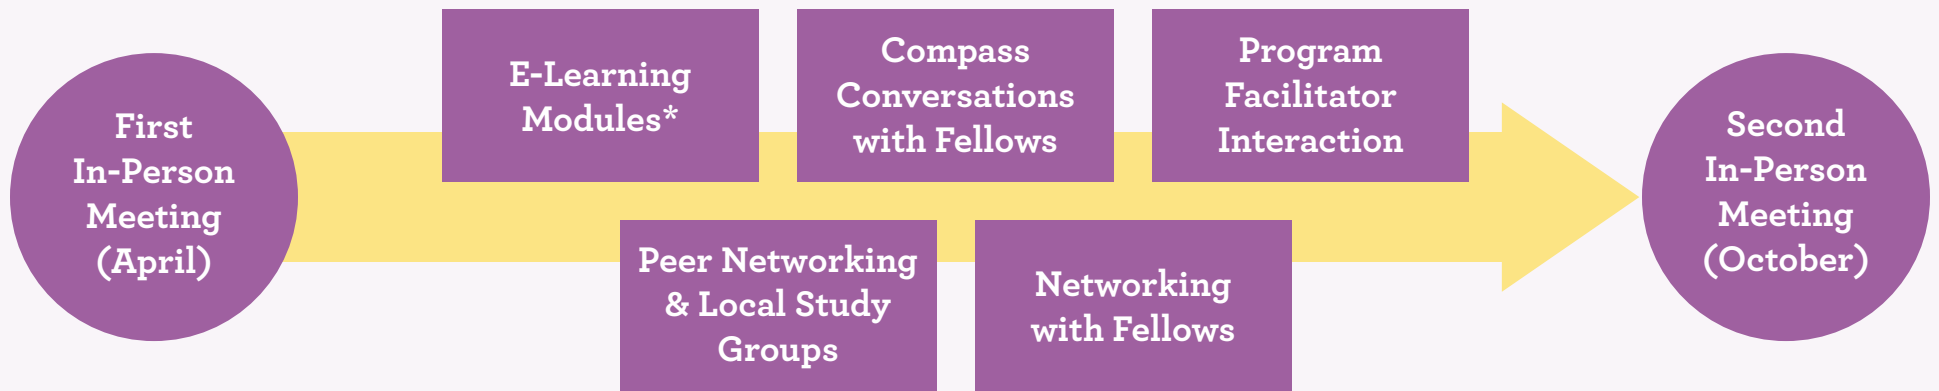 First
In-Person
Meeting
(April)
E-Learning
Modules*
Compass
Conversations
with Fellows
Program
Facilitator
Interaction
Peer Networking
& Local Study
Groups
Networking
with Fellows
Second
In-Person
Meeting
(October)